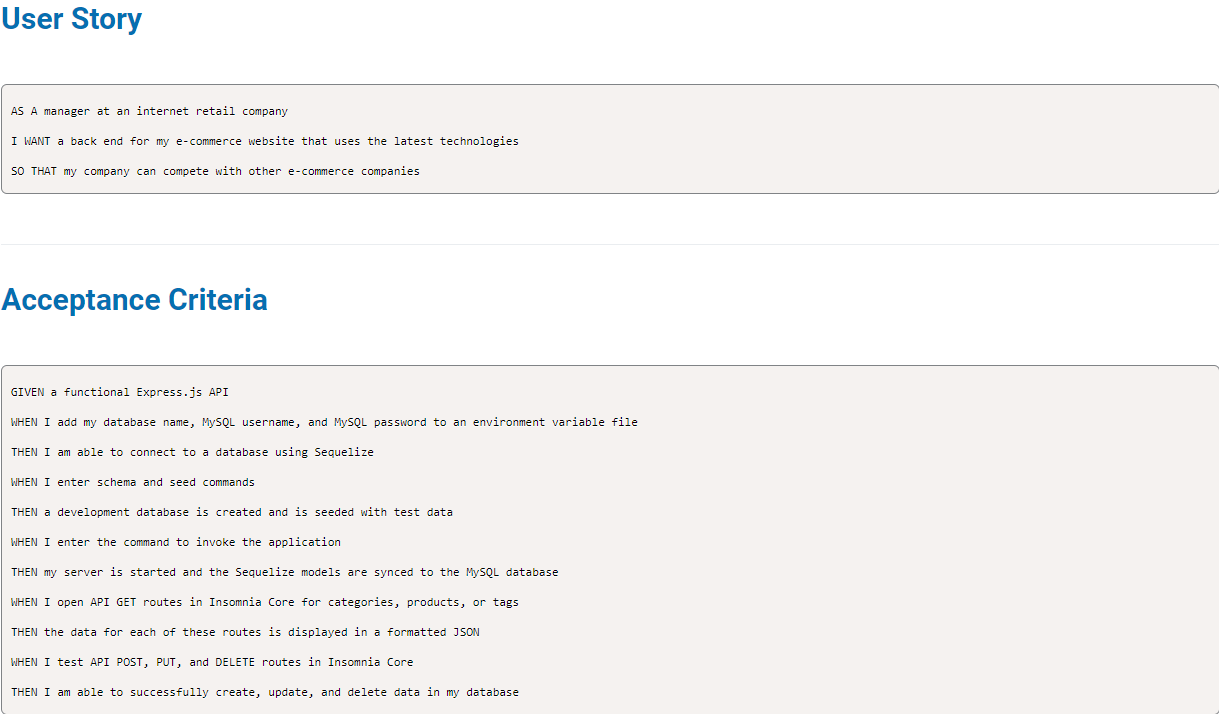 User Story
AS A manager at an internet retail company
I WANT a back end for my e-commerce website that uses the latest technologies
SO THAT my company can compete with other e-commerce companies
Acceptance Criteria
GIVEN a functional Express.js API
WHEN I add my database name, MySQL username, and MySQL password to an environment variable file
THEN I am able to connect to a database using Sequelize
WHEN I enter schema and seed commands
THEN a development database is created and is seeded with test data
WHEN I enter the command to invoke the application
THEN my server is started and the Sequelize models are synced to the MySQL database
WHEN I open API GET routes in Insomnia Core for categories, products, or tags
THEN the data for each of these routes is displayed in a formatted JSON
WHEN I test API POST, PUT, and DELETE routes in Insomnia Core
THEN I am able to successfully create, update, and delete data in my database